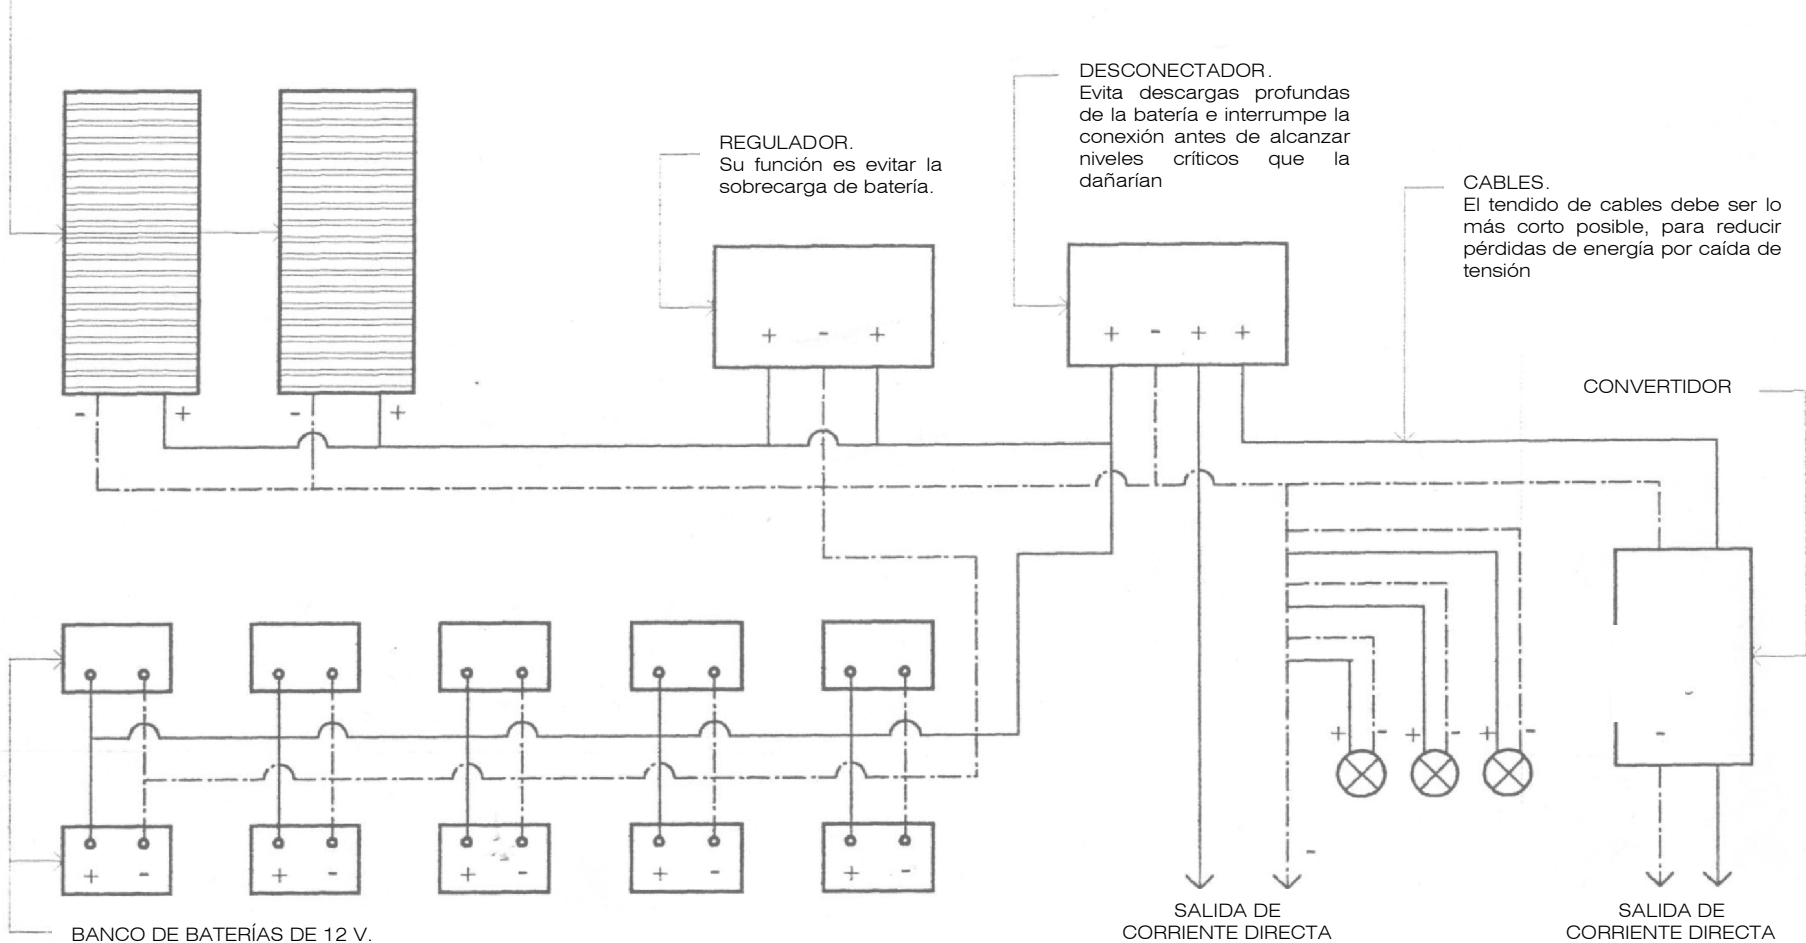 DESCONECTADOR.
Evita descargas profundas
de la batería e interrumpe la
conexión antes de alcanzar
niveles críticos que la
dañarían
REGULADOR.
Su función es evitar la
sobrecarga de batería.
CABLES.
El tendido de cables debe ser lo
más corto posible, para reducir
pérdidas de energía por caída de
tensión
+ - +
+ - + +
CONVERTIDOR
- + - +
+ - + - + -
-
+ - + - + - + - + -
-
SALIDA DE
CORRIENTE DIRECTA
SALIDA DE
CORRIENTE DIRECTA
BANCO DE BATERÍAS DE 12 V.